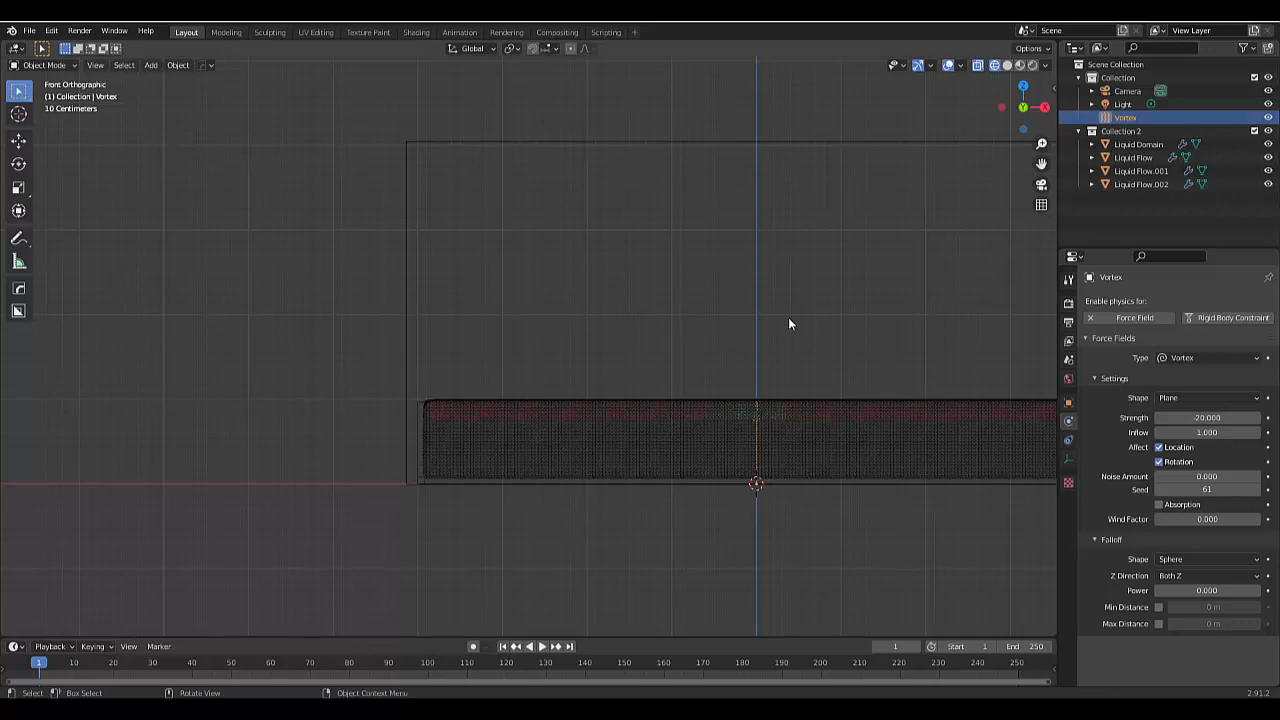 File Edit Render Window Help Layout Modeling Sculpting UV Editing Texture Paint Shading Animation Rendering Compositing Scripting + Scene View Layer
Global Options
Object Mode View Select Add Object
Front Orthographic
(1) Collection | Vortex
10 Centimeters
Z
Y
X
Scene Collection
Collection
Camera
Light
Vortex
Collection 2
Liquid Domain
Liquid Flow
Liquid Flow.001
Liquid Flow.002
Vortex
Enable physics for:
Force Field Rigid Body Constraint
Force Fields
Type Vortex
Settings
Shape Plane
Strength -20.000
Inflow 1.000
Affect Location
Rotation
Noise Amount 0.000
Seed 61
Absorption
Wind Factor 0.000
Falloff
Shape Sphere
Z Direction Both Z
Power 0.000
Min Distance 0 m
Max Distance 0 m
Playback Keying View Marker 1 Start 1 End 250
1 10 20 30 40 50 60 70 80 90 100 110 120 130 140 150 160 170 180 190 200 210 220 230 240 250
Select Box Select Rotate View Object Context Menu 2.91.2